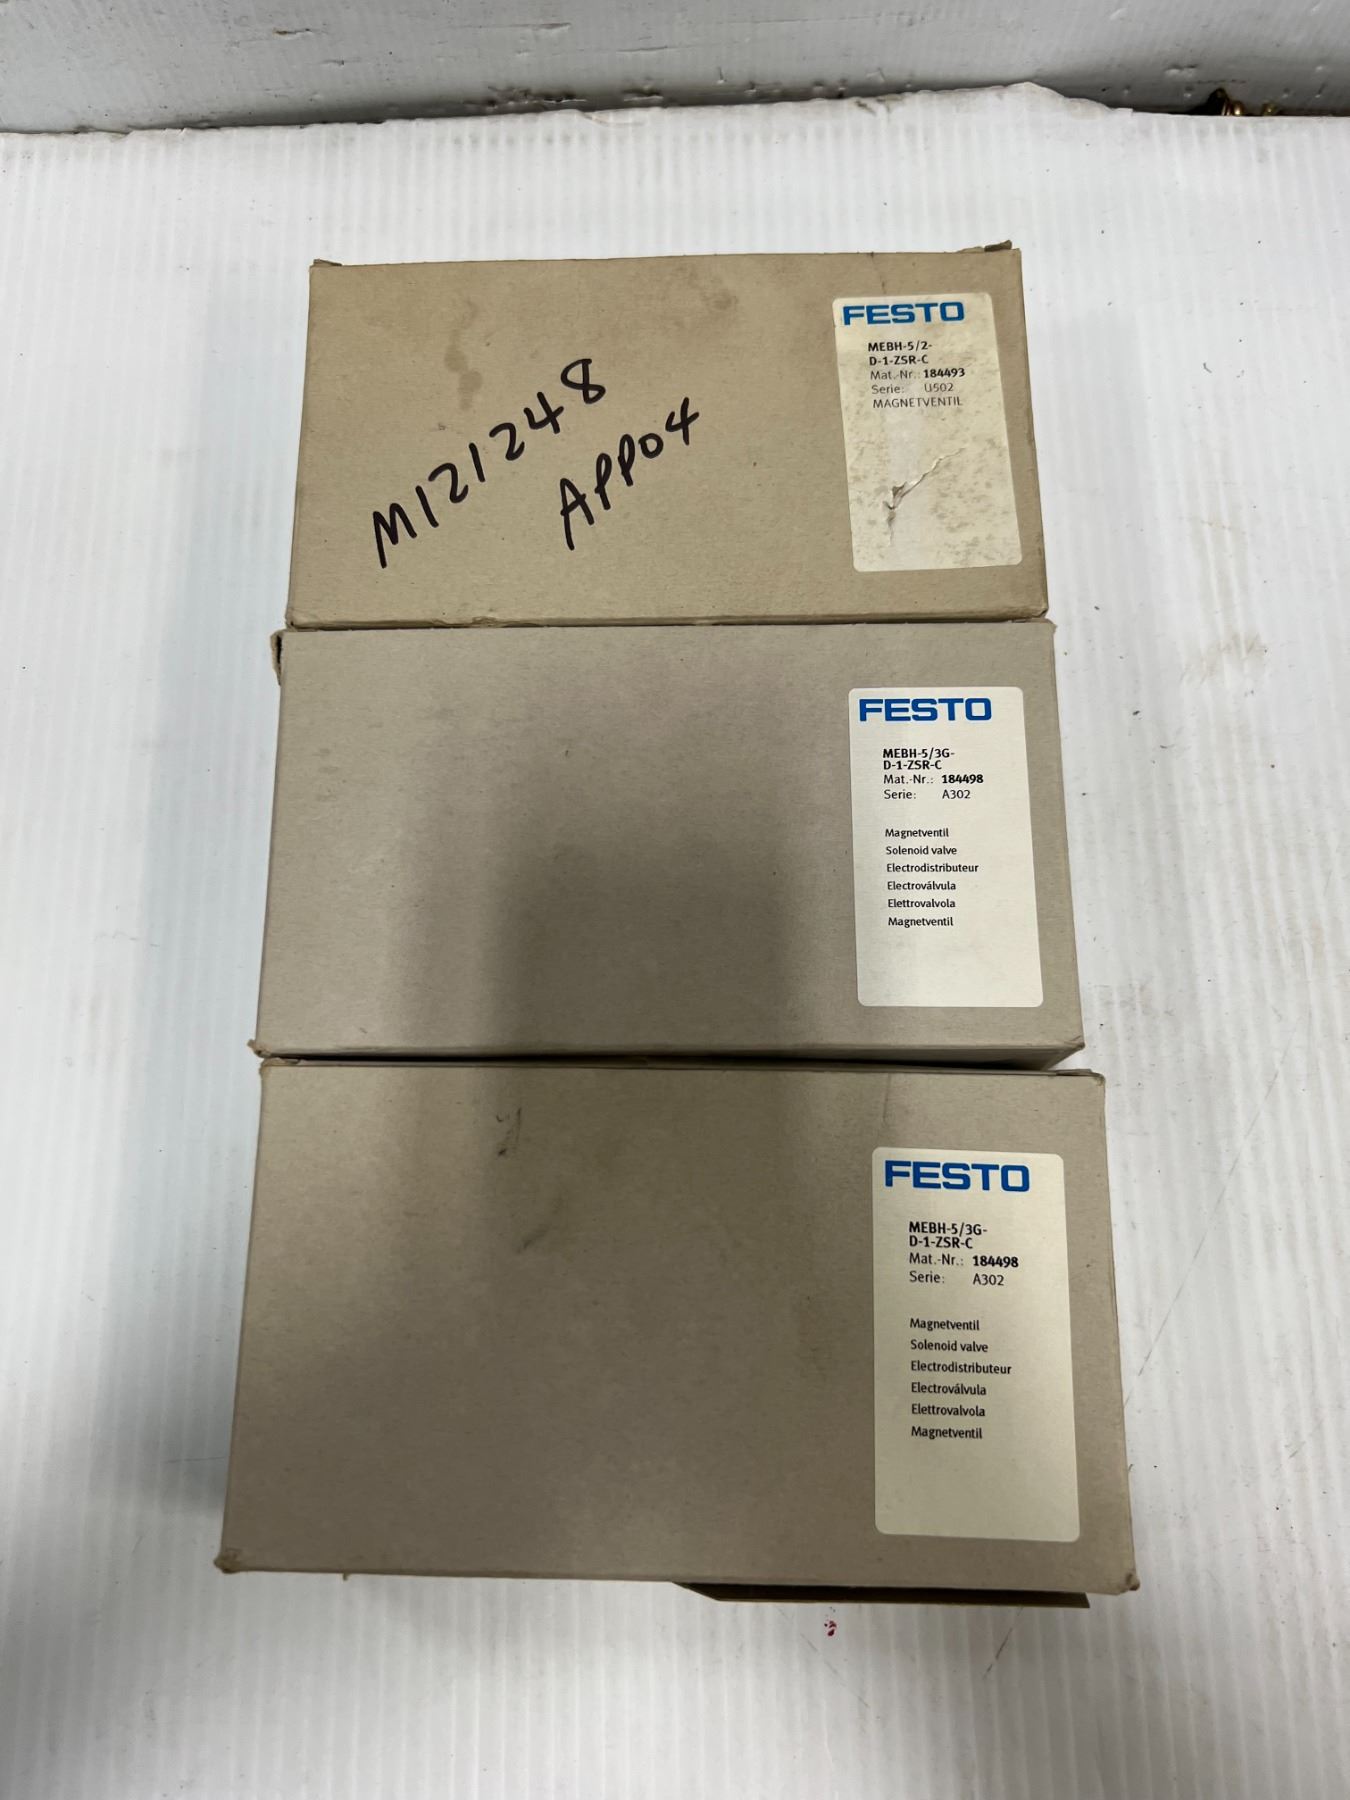 M121248
APP04
FESTO
MEBH-5/2-
D-1-ZSR-C
Mat.-Nr.: 184493
Serie: U502
MAGNETVENTIL
FESTO
MEBH-5/3G-
D-1-ZSR-C
Mat.-Nr.: 184498
Serie: A302
Magnetventil
Solenoid valve
Electrodistributeur
Electroválvula
Elettrovalvola
Magnetventil
FESTO
MEBH-5/3G-
D-1-ZSR-C
Mat.-Nr.: 184498
Serie: A302
Magnetventil
Solenoid valve
Electrodistributeur
Electroválvula
Elettrovalvola
Magnetventil